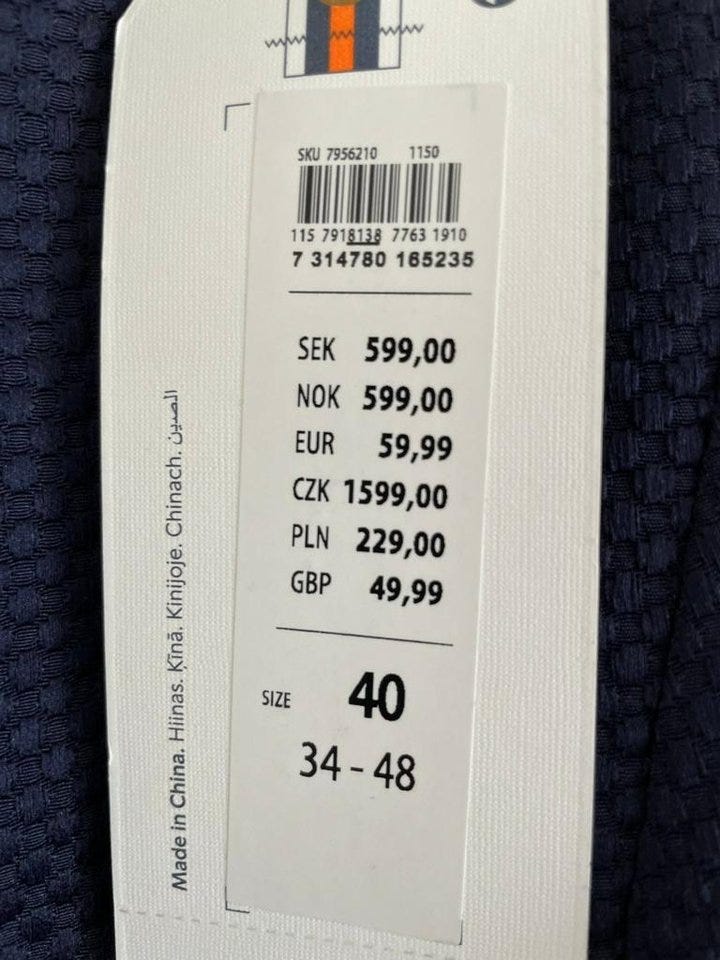 SKU 7956210 1150
115 7918138 7763 1910
7 314780 165235
SEK 599,00
NOK 599,00
EUR 59,99
CZK 1599,00
PLN 229,00
GBP 49,99
SIZE 40
34 - 48
Made in China. Hiinas. Ķīnā. Kinijoje. Chinach. الصين